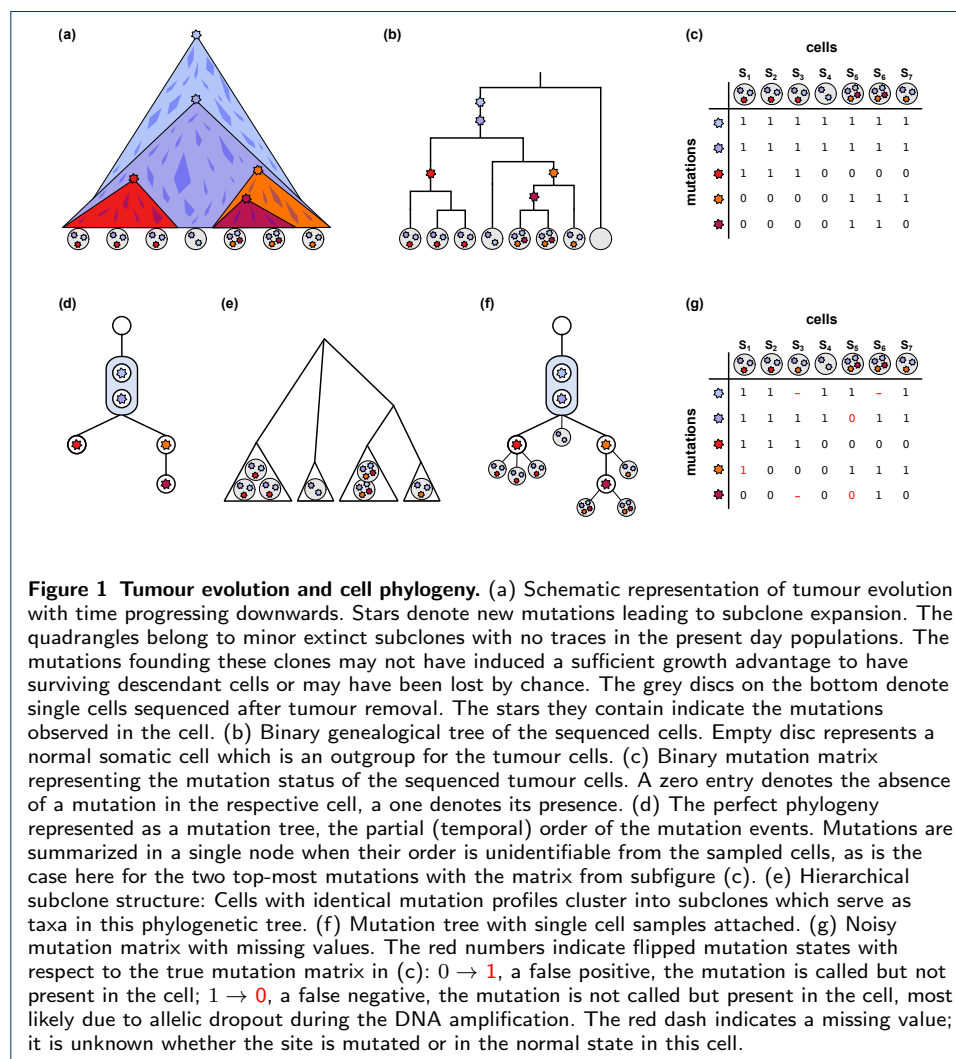 (a)
(b)
(c)
cells
S1 S2 S3 S4 S5 S6 S7
mutations
1 1 1 1 1 1 1
1 1 1 1 1 1 1
1 1 1 0 0 0 0
0 0 0 0 1 1 1
0 0 0 0 1 1 0
(d)
(e)
(f)
(g)
cells
S1 S2 S3 S4 S5 S6 S7
mutations
1 1 – 1 1 – 1
1 1 1 1 0 1 1
1 1 1 0 0 0 0
1 0 0 0 1 1 1
0 0 – 0 0 1 0
Figure 1 Tumour evolution and cell phylogeny. (a) Schematic representation of tumour evolution
with time progressing downwards. Stars denote new mutations leading to subclone expansion. The
quadrangles belong to minor extinct subclones with no traces in the present day populations. The
mutations founding these clones may not have induced a sufficient growth advantage to have
surviving descendant cells or may have been lost by chance. The grey discs on the bottom denote
single cells sequenced after tumour removal. The stars they contain indicate the mutations
observed in the cell. (b) Binary genealogical tree of the sequenced cells. Empty disc represents a
normal somatic cell which is an outgroup for the tumour cells. (c) Binary mutation matrix
representing the mutation status of the sequenced tumour cells. A zero entry denotes the absence
of a mutation in the respective cell, a one denotes its presence. (d) The perfect phylogeny
represented as a mutation tree, the partial (temporal) order of the mutation events. Mutations are
summarized in a single node when their order is unidentifiable from the sampled cells, as is the
case here for the two top-most mutations with the matrix from subfigure (c). (e) Hierarchical
subclone structure: Cells with identical mutation profiles cluster into subclones which serve as
taxa in this phylogenetic tree. (f) Mutation tree with single cell samples attached. (g) Noisy
mutation matrix with missing values. The red numbers indicate flipped mutation states with
respect to the true mutation matrix in (c): 0 → 1, a false positive, the mutation is called but not
present in the cell; 1 → 0, a false negative, the mutation is not called but present in the cell, most
likely due to allelic dropout during the DNA amplification. The red dash indicates a missing value;
it is unknown whether the site is mutated or in the normal state in this cell.